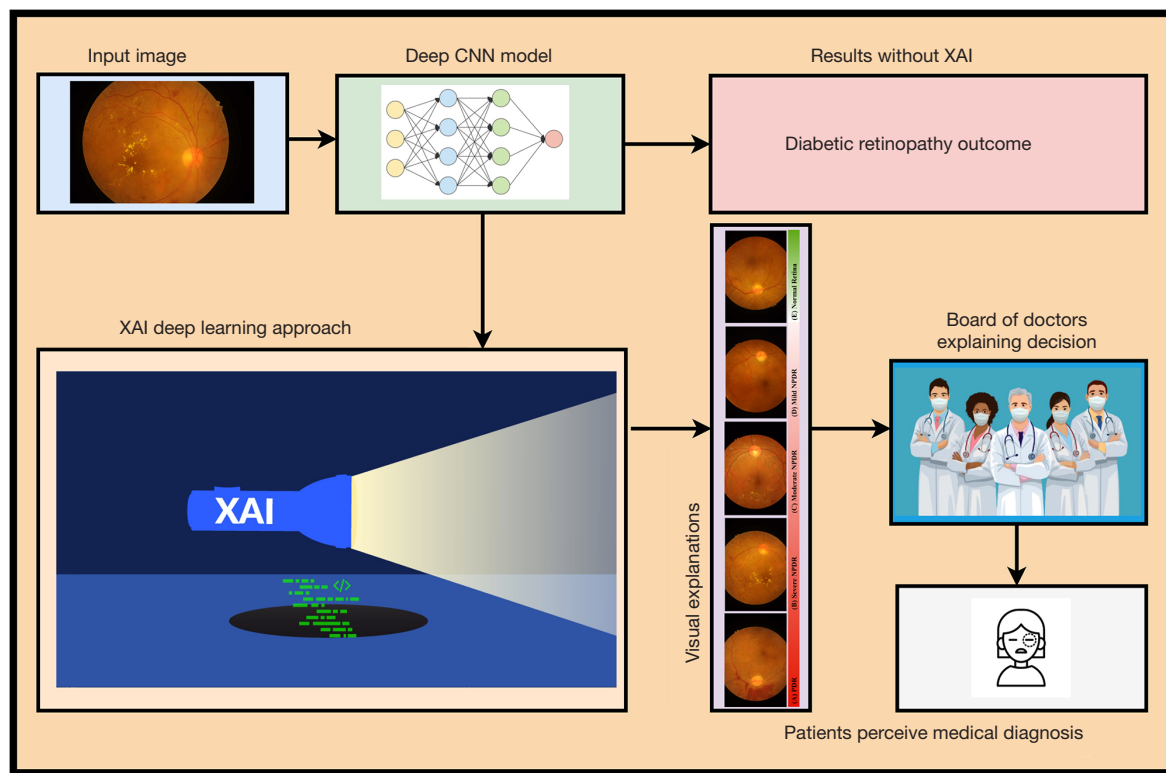 Input image
Deep CNN model
Results without XAI
Diabetic retinopathy outcome
XAI deep learning approach
XAI
</>
Visual explanations
(E) Normal Retina
(D) Mild NPDR
(C) Moderate NPDR
(B) Severe NPDR
(A) PDR
Board of doctors
explaining decision
Patients perceive medical diagnosis